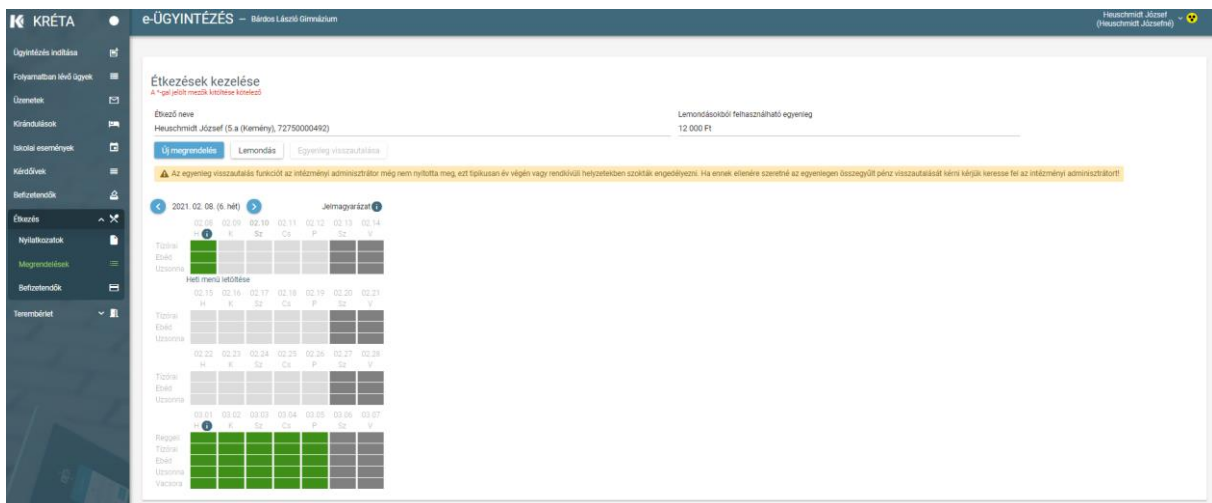 KRÉTA
e-ÜGYINTÉZÉS – Bárdos László Gimnázium
Heuschmidt József
(Heuschmidt Józsefné)
Ügyintézés indítása
Folyamatban lévő ügyek
Üzenetek
Kirándulások
Iskolai események
Kérdőívek
Befizetendők
Étkezés
Nyilatkozatok
Megrendelések
Befizetendők
Terembérlet
Étkezések kezelése
A *-gal jelölt mezők kitöltése kötelező
Étkező neve
Heuschmidt József (5.a (Kemény), 72750000492)
Lemondásokból felhasználható egyenleg
12 000 Ft
Új megrendelés Lemondás Egyenleg visszautalása
Az egyenleg visszautalás funkciót az intézményi adminisztrátor még nem nyitotta meg, ezt tipikusan év végén vagy rendkívüli helyzetekben szokták engedélyezni. Ha ennek ellenére szeretné az egyenlegen összegyűlt pénz visszautalását kérni kérjük keresse fel az intézményi adminisztrátort!
2021. 02. 08. (6. hét) Jelmagyarázat
02.08 02.09 02.10 02.11 02.12 02.13 02.14
H K Sz Cs P Sz V
Tízórai
Ebéd
Uzsonna
Heti menü letöltése
02.15 02.16 02.17 02.18 02.19 02.20 02.21
H K Sz Cs P Sz V
Tízórai
Ebéd
Uzsonna
02.22 02.23 02.24 02.25 02.26 02.27 02.28
H K Sz Cs P Sz V
Tízórai
Ebéd
Uzsonna
03.01 03.02 03.03 03.04 03.05 03.06 03.07
H K Sz Cs P Sz V
Reggeli
Tízórai
Ebéd
Uzsonna
Vacsora